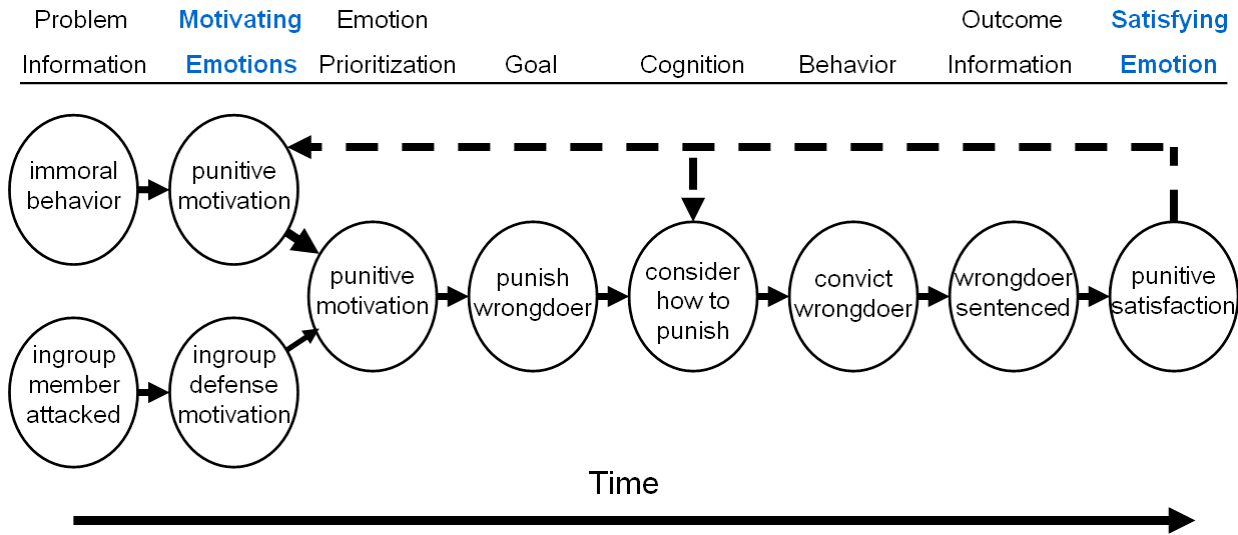 Problem
Information
Motivating
Emotions
Emotion
Prioritization
Goal
Cognition
Behavior
Outcome
Information
Satisfying
Emotion
immoral
behavior
punitive
motivation
ingroup
member
attacked
ingroup
defense
motivation
punitive
motivation
punish
wrongdoer
consider
how to
punish
convict
wrongdoer
wrongdoer
sentenced
punitive
satisfaction
Time